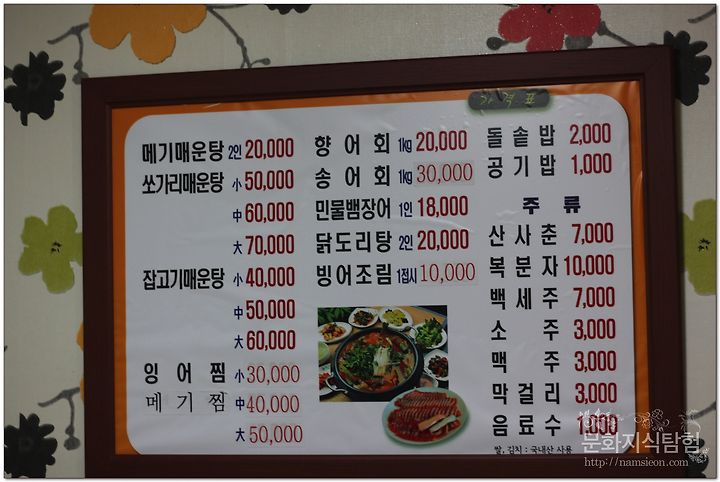 가격표
메기매운탕 2인 20,000
쏘가리매운탕 小 50,000
中 60,000
大 70,000
잡고기매운탕 小 40,000
中 50,000
大 60,000
잉어찜 小 30,000
메기찜 中 40,000
大 50,000
향어회 1kg 20,000
송어회 1kg 30,000
민물뱀장어 1인 18,000
닭도리탕 2인 20,000
빙어조림 1접시 10,000
돌솥밥 2,000
공기밥 1,000
주류
산사춘 7,000
복분자 10,000
백세주 7,000
소주 3,000
맥주 3,000
막걸리 3,000
음료수 1,000
쌀, 김치 : 국내산 사용
문화지식탐험
http://namsieon.com